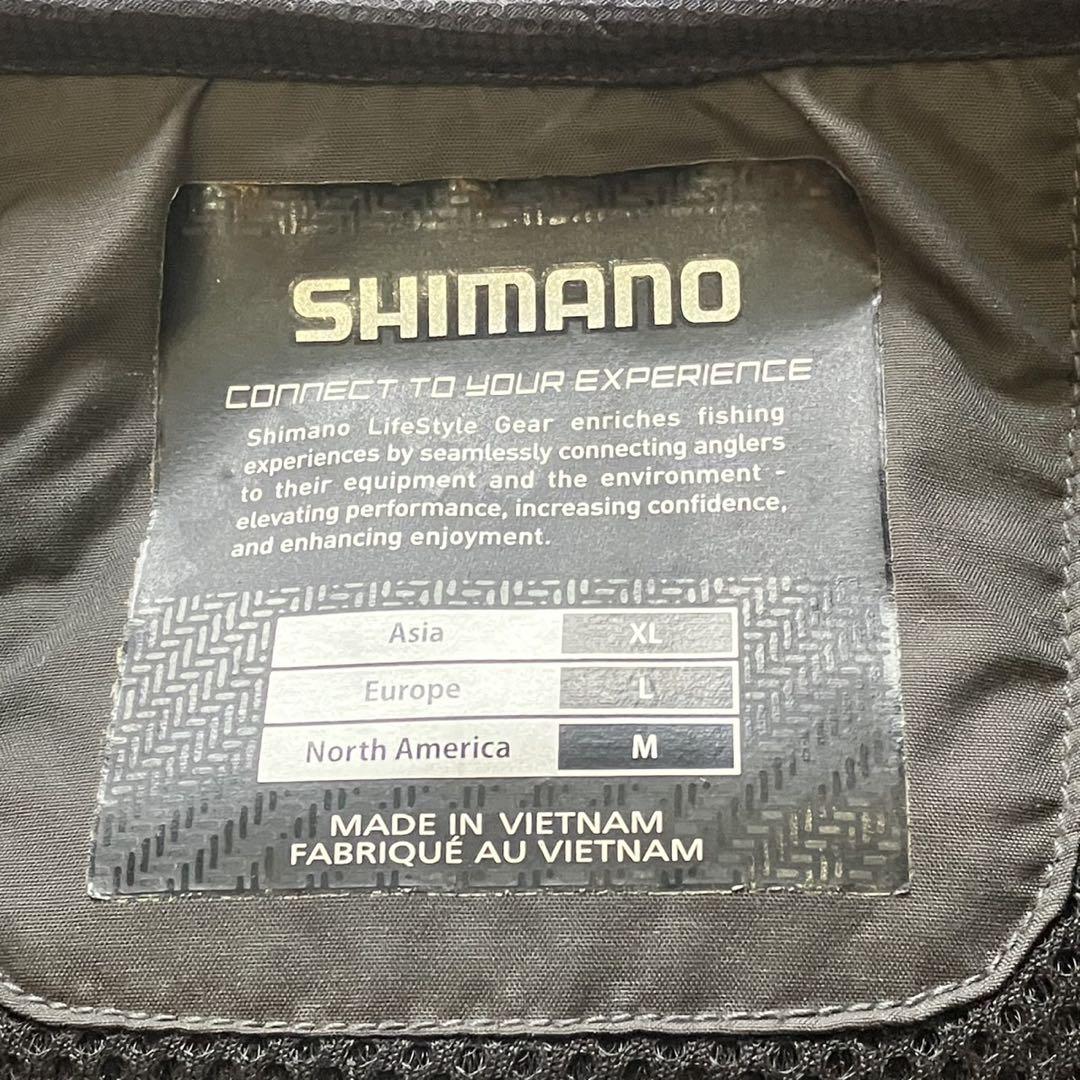 SHIMANO
CONNECT TO YOUR EXPERIENCE
Shimano LifeStyle Gear enriches fishing
experiences by seamlessly connecting anglers
to their equipment and the environment -
elevating performance, increasing confidence,
and enhancing enjoyment.
Asia XL
Europe L
North America M
MADE IN VIETNAM
FABRIQUÉ AU VIETNAM